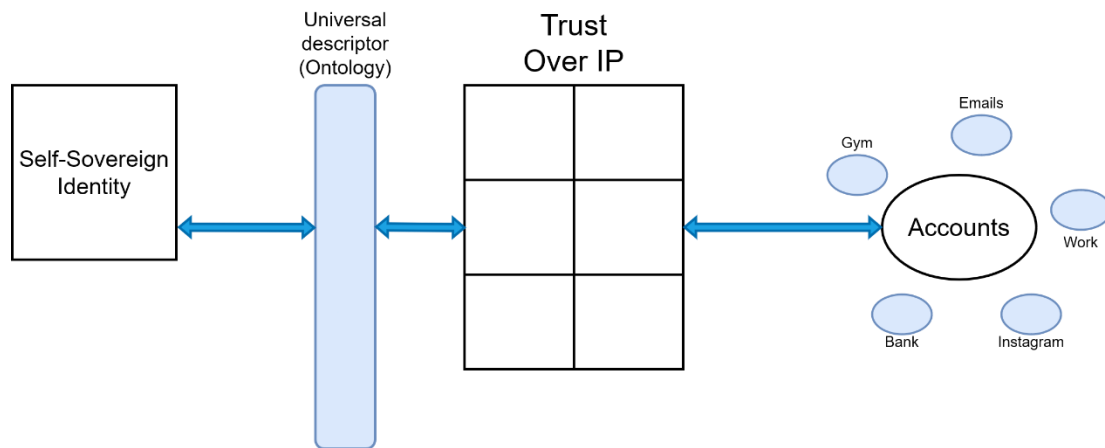 Universal
descriptor
(Ontology)
Trust
Over IP
Self-Sovereign
Identity
Emails
Gym
Accounts
Work
Bank
Instagram